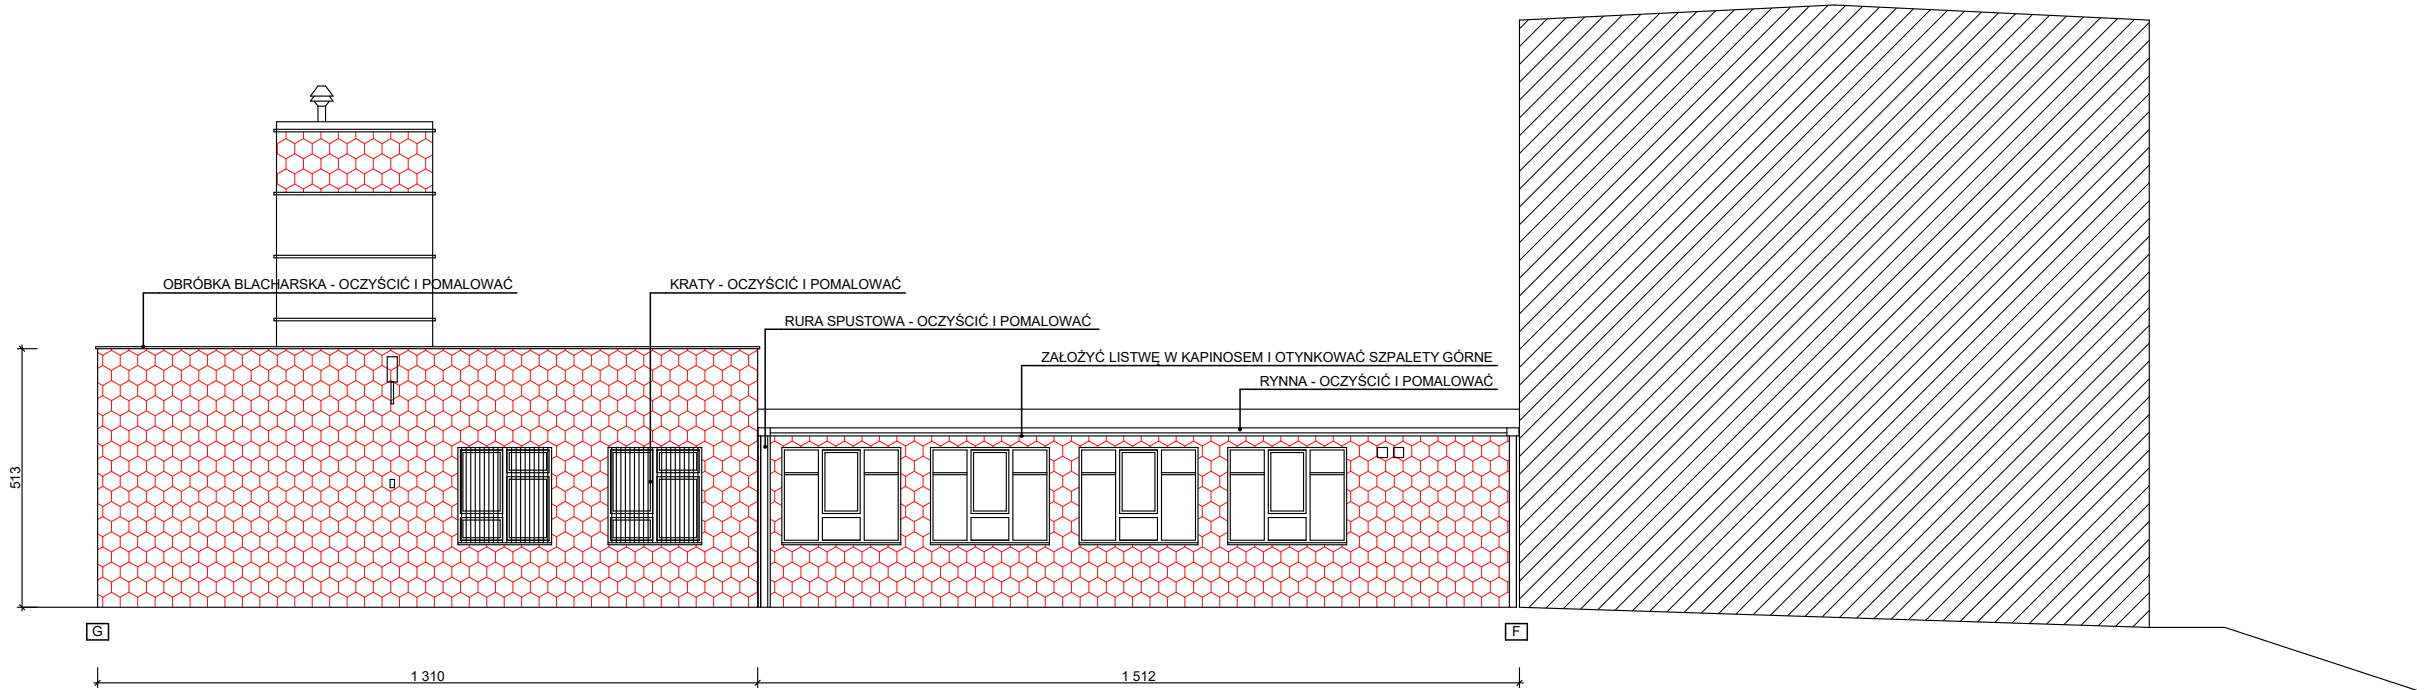 OBRÓBKA BLACHARSKA - OCZYŚCIĆ I POMALOWAĆ
KRATY - OCZYŚCIĆ I POMALOWAĆ
RURA SPUSTOWA - OCZYŚCIĆ I POMALOWAĆ
ZAŁOŻYĆ LISTWĘ W KAPINOSEM I OTYNKOWAĆ SZPALETY GÓRNE
RYNNA - OCZYŚCIĆ I POMALOWAĆ
513
G
F
1 310
1 512